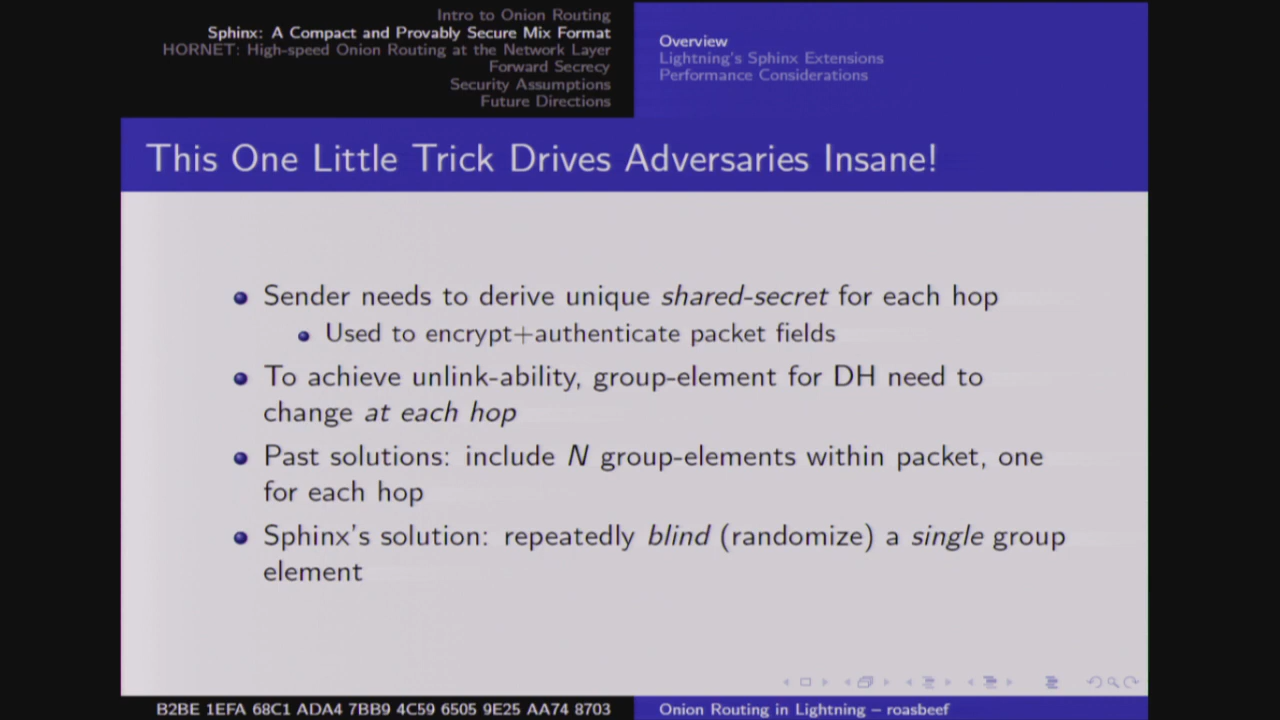 Intro to Onion Routing
Sphinx: A Compact and Provably Secure Mix Format
HORNET: High-speed Onion Routing at the Network Layer
Forward Secrecy
Security Assumptions
Future Directions
Overview
Lightning's Sphinx Extensions
Performance Considerations
This One Little Trick Drives Adversaries Insane!
Sender needs to derive unique shared-secret for each hop
Used to encrypt+authenticate packet fields
To achieve unlink-ability, group-element for DH need to
change at each hop
Past solutions: include N group-elements within packet, one
for each hop
Sphinx's solution: repeatedly blind (randomize) a single group
element
B2BE 1EFA 68C1 ADA4 7BB9 4C59 6505 9E25 AA74 8703
Onion Routing in Lightning – roasbeef